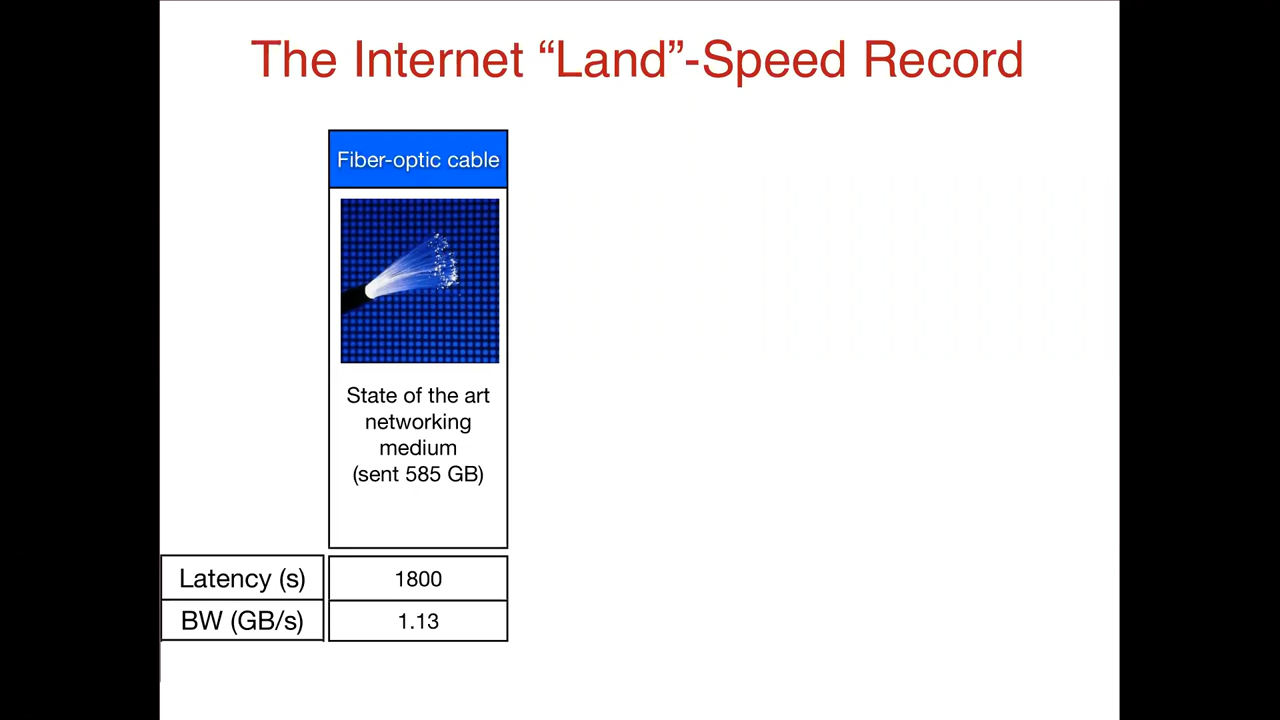 The Internet “Land”-Speed Record
Fiber-optic cable
State of the art
networking
medium
(sent 585 GB)
Latency (s) 1800
BW (GB/s) 1.13